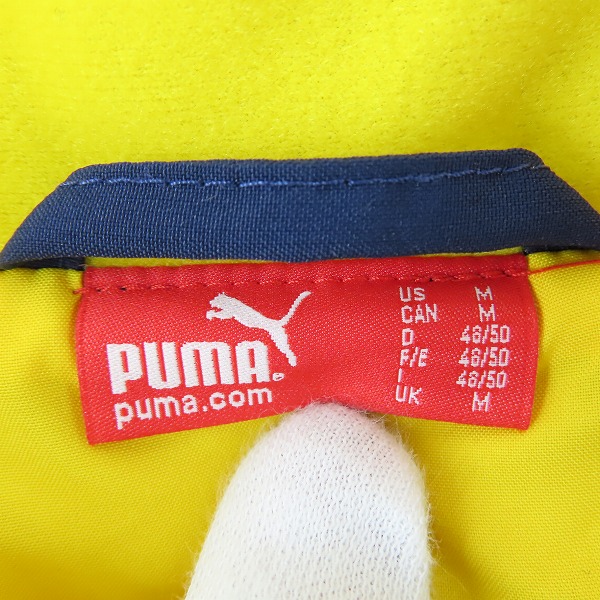 PUMA®
puma.com
US M
CAN M
D 48/50
F/E 48/50
I 48/50
UK M